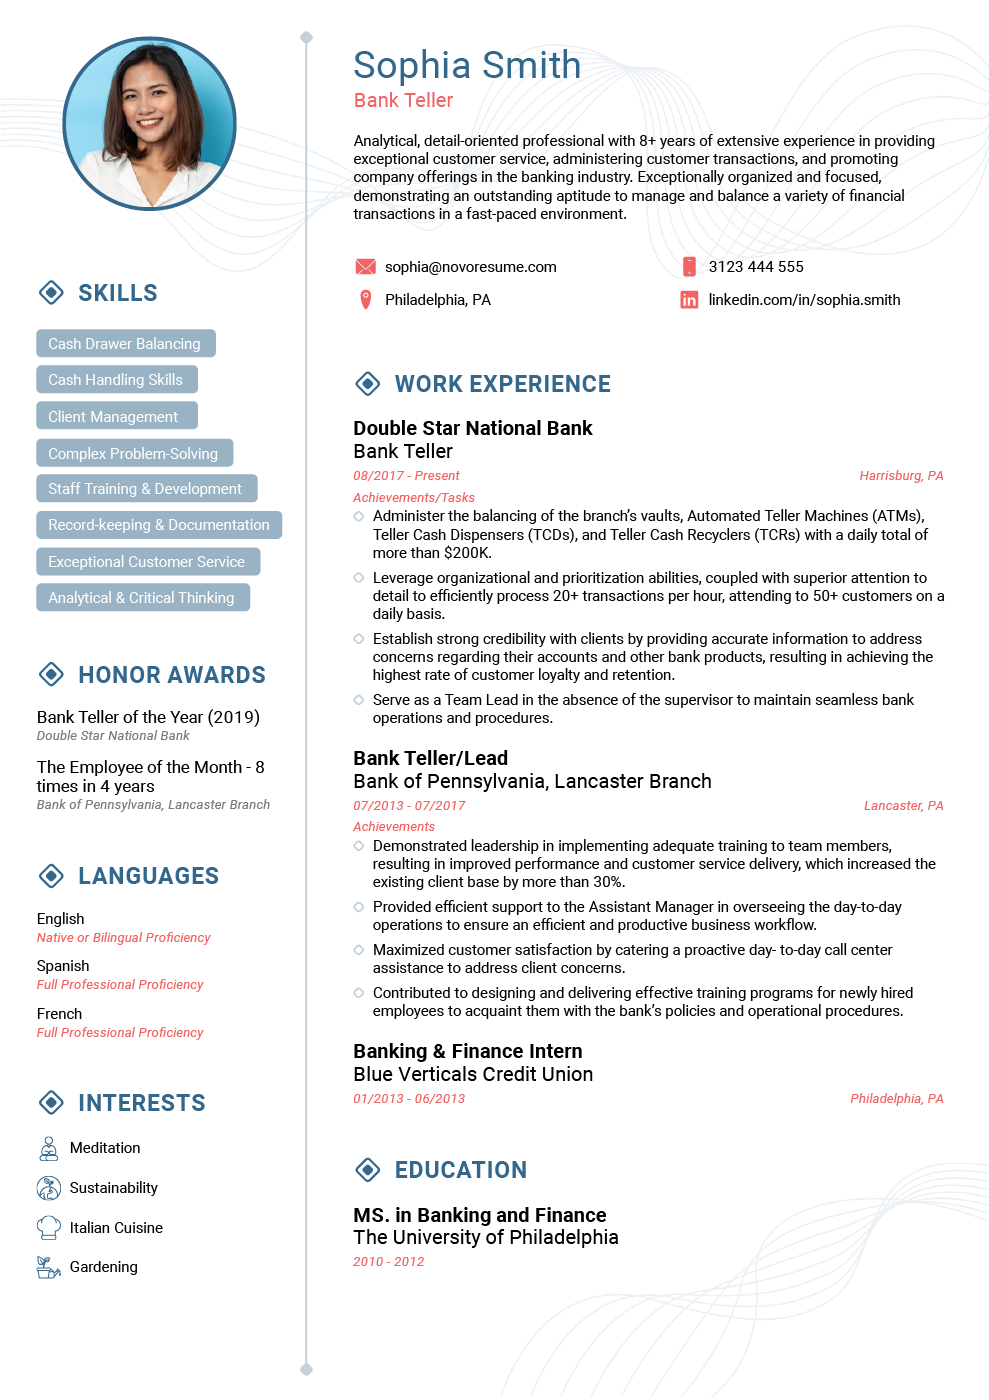 Sophia Smith
Bank Teller
Analytical, detail-oriented professional with 8+ years of extensive experience in providing
exceptional customer service, administering customer transactions, and promoting
company offerings in the banking industry. Exceptionally organized and focused,
demonstrating an outstanding aptitude to manage and balance a variety of financial
transactions in a fast-paced environment.
sophia@novoresume.com
3123 444 555
Philadelphia, PA
linkedin.com/in/sophia.smith
SKILLS
Cash Drawer Balancing
Cash Handling Skills
Client Management
Complex Problem-Solving
Staff Training & Development
Record-keeping & Documentation
Exceptional Customer Service
Analytical & Critical Thinking
HONOR AWARDS
Bank Teller of the Year (2019)
Double Star National Bank
The Employee of the Month - 8
times in 4 years
Bank of Pennsylvania, Lancaster Branch
LANGUAGES
English
Native or Bilingual Proficiency
Spanish
Full Professional Proficiency
French
Full Professional Proficiency
INTERESTS
Meditation
Sustainability
Italian Cuisine
Gardening
WORK EXPERIENCE
Double Star National Bank
Bank Teller
08/2017 - Present
Harrisburg, PA
Achievements/Tasks
Administer the balancing of the branch’s vaults, Automated Teller Machines (ATMs),
Teller Cash Dispensers (TCDs), and Teller Cash Recyclers (TCRs) with a daily total of
more than $200K.
Leverage organizational and prioritization abilities, coupled with superior attention to
detail to efficiently process 20+ transactions per hour, attending to 50+ customers on a
daily basis.
Establish strong credibility with clients by providing accurate information to address
concerns regarding their accounts and other bank products, resulting in achieving the
highest rate of customer loyalty and retention.
Serve as a Team Lead in the absence of the supervisor to maintain seamless bank
operations and procedures.
Bank Teller/Lead
Bank of Pennsylvania, Lancaster Branch
07/2013 - 07/2017
Lancaster, PA
Achievements
Demonstrated leadership in implementing adequate training to team members,
resulting in improved performance and customer service delivery, which increased the
existing client base by more than 30%.
Provided efficient support to the Assistant Manager in overseeing the day-to-day
operations to ensure an efficient and productive business workflow.
Maximized customer satisfaction by catering a proactive day- to-day call center
assistance to address client concerns.
Contributed to designing and delivering effective training programs for newly hired
employees to acquaint them with the bank’s policies and operational procedures.
Banking & Finance Intern
Blue Verticals Credit Union
01/2013 - 06/2013
Philadelphia, PA
EDUCATION
MS. in Banking and Finance
The University of Philadelphia
2010 - 2012